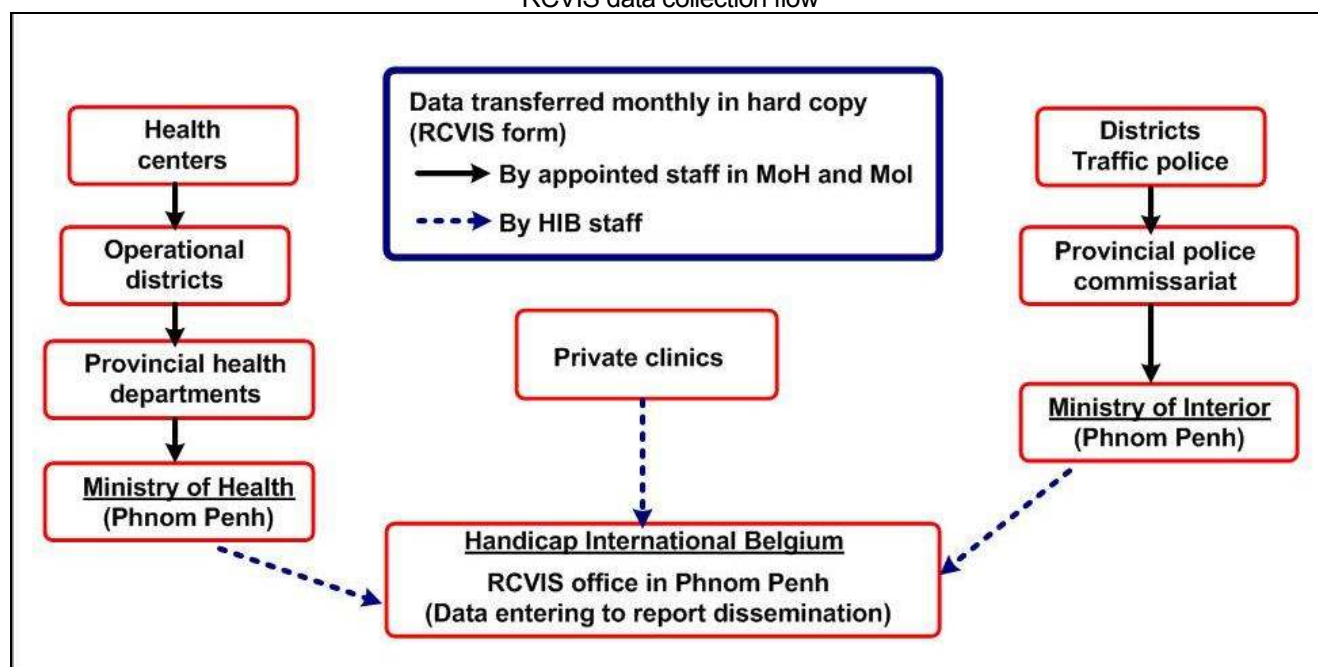 RCVIS data collection flow
Health
centers
Operational
districts
Provincial health
departments
Ministry of Health
(Phnom Penh)
Data transferred monthly in hard copy
(RCVIS form)
By appointed staff in MoH and MoI
By HIB staff
Private clinics
Districts
Traffic police
Provincial police
commissariat
Ministry of Interior
(Phnom Penh)
Handicap International Belgium
RCVIS office in Phnom Penh
(Data entering to report dissemination)